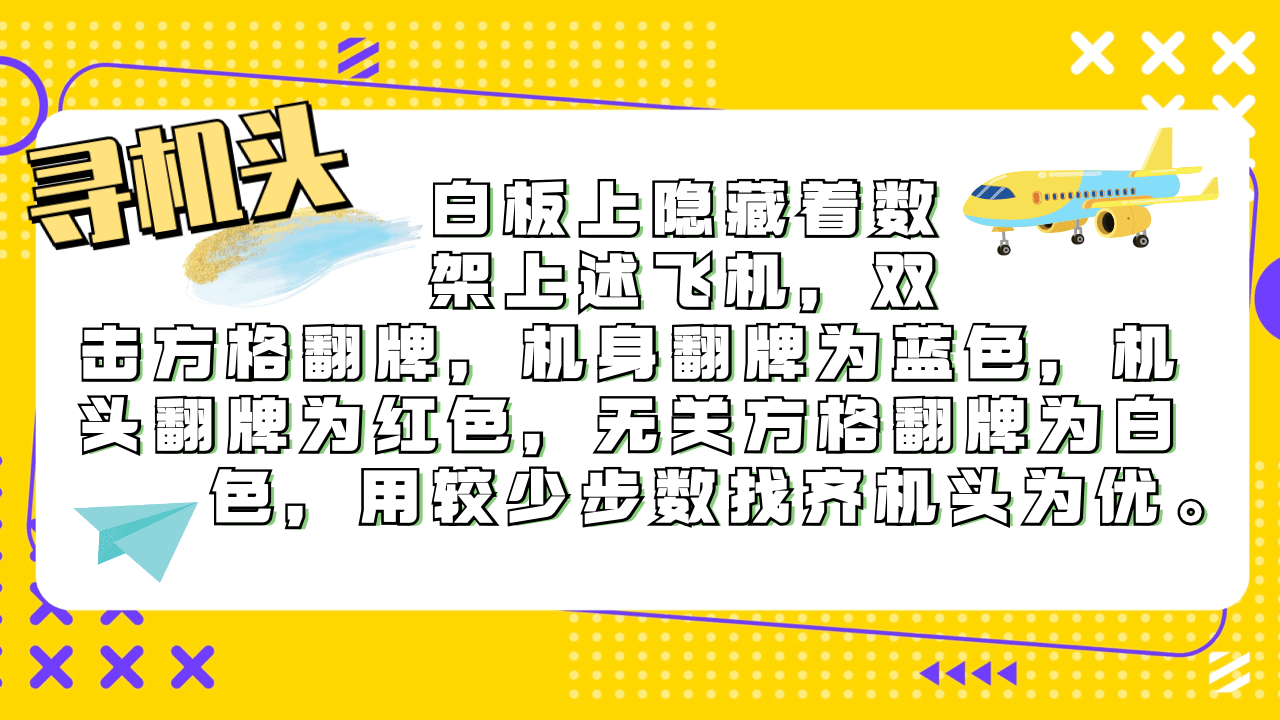 寻机头
白板上隐藏着数
架上述飞机，双
击方格翻牌，机身翻牌为蓝色，机
头翻牌为红色，无关方格翻牌为白
色，用较少步数找齐机头为优。